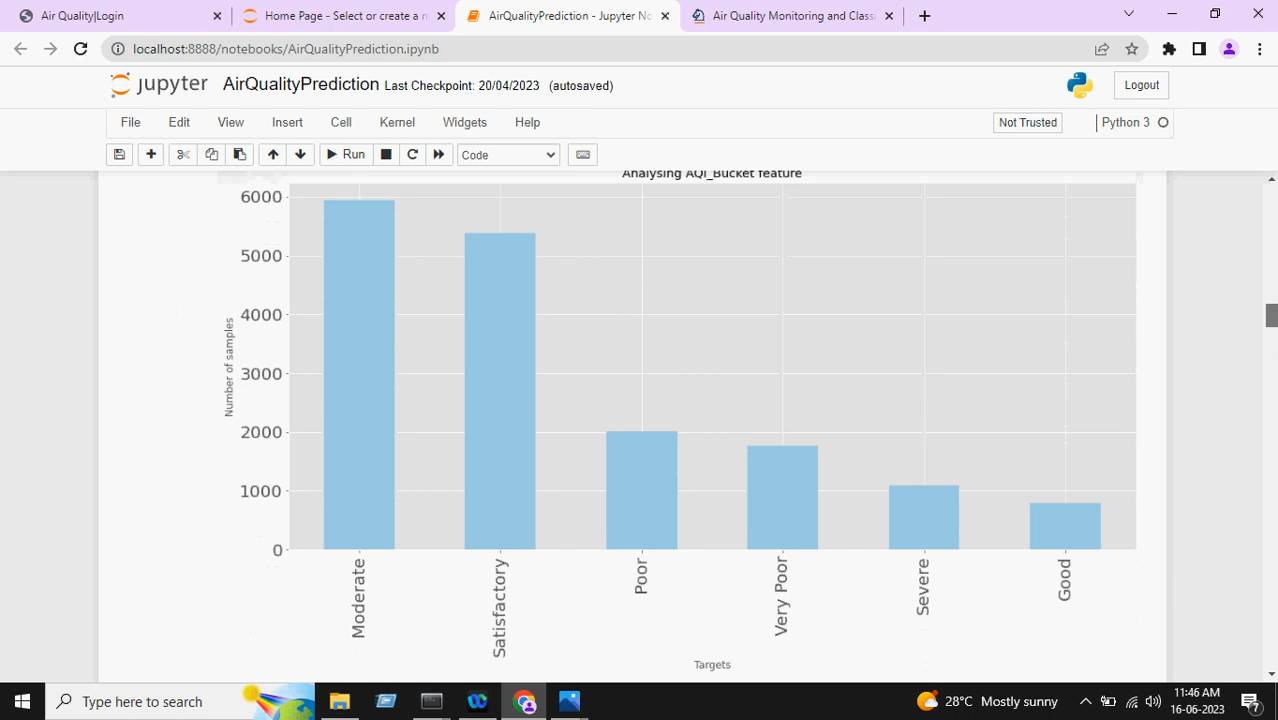 Air Quality|Login
Home Page - Select or create a n
AirQualityPrediction - Jupyter No
Air Quality Monitoring and Class
localhost:8888/notebooks/AirQualityPrediction.ipynb
jupyter AirQualityPrediction Last Checkpoint: 20/04/2023 (autosaved)
Logout
File Edit View Insert Cell Kernel Widgets Help
Not Trusted
Python 3
Run
Code
Analysing AQI_Bucket feature
6000
5000
4000
3000
2000
1000
0
Number of samples
Moderate
Satisfactory
Poor
Very Poor
Severe
Good
Targets
Type here to search
28°C Mostly sunny
11:46 AM
16-06-2023
7